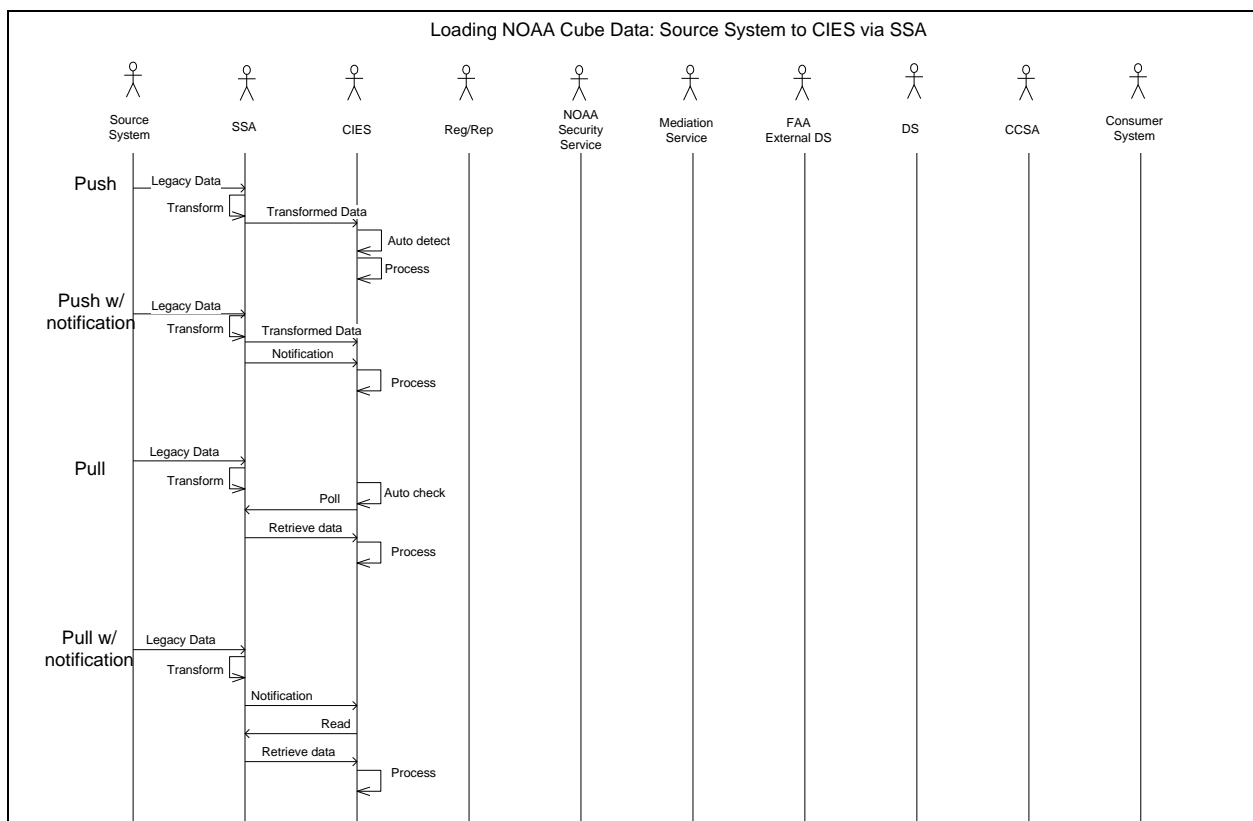 Loading NOAA Cube Data: Source System to CIES via SSA
Source
System
SSA
CIES
Reg/Rep
NOAA
Security
Service
Mediation
Service
FAA
External DS
DS
CCSA
Consumer
System
Push
Legacy Data
Transform
Transformed Data
Auto detect
Process
Push w/
notification
Legacy Data
Transform
Transformed Data
Notification
Process
Pull
Legacy Data
Transform
Auto check
Poll
Retrieve data
Process
Pull w/
notification
Legacy Data
Transform
Notification
Read
Retrieve data
Process